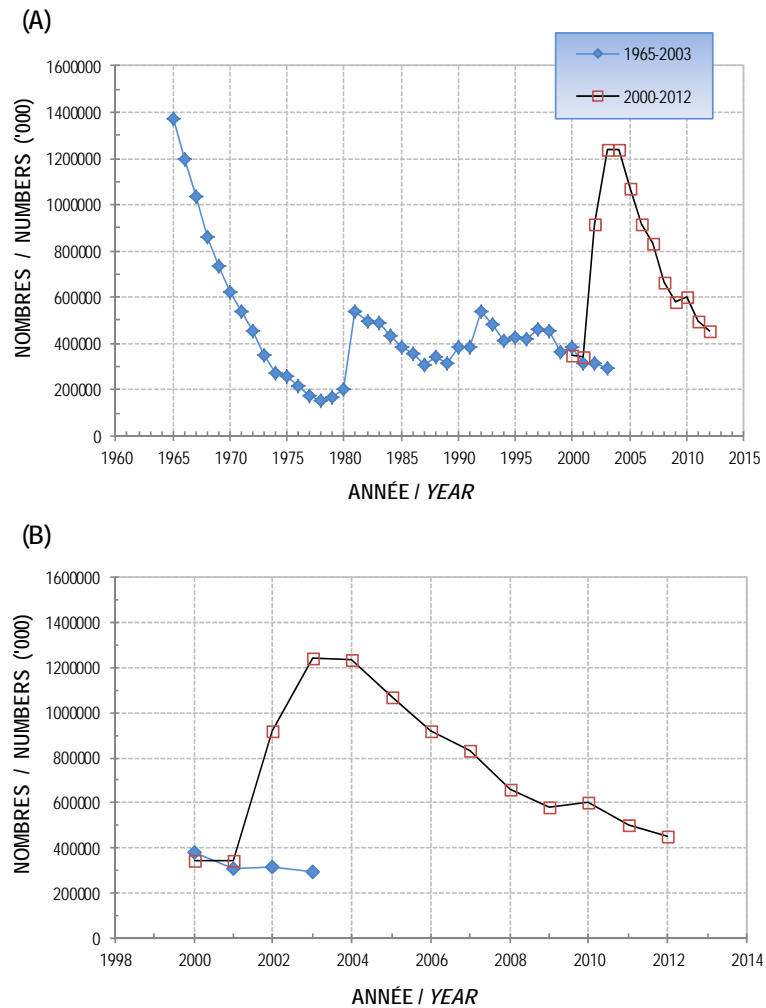 (A)
1965-2003
2000-2012
NOMBRES / NUMBERS ('000)
1600000
1400000
1200000
1000000
800000
600000
400000
200000
0
1960 1965 1970 1975 1980 1985 1990 1995 2000 2005 2010 2015
ANNÉE / YEAR
(B)
NOMBRES / NUMBERS ('000)
1600000
1400000
1200000
1000000
800000
600000
400000
200000
0
1998 2000 2002 2004 2006 2008 2010 2012 2014
ANNÉE / YEAR